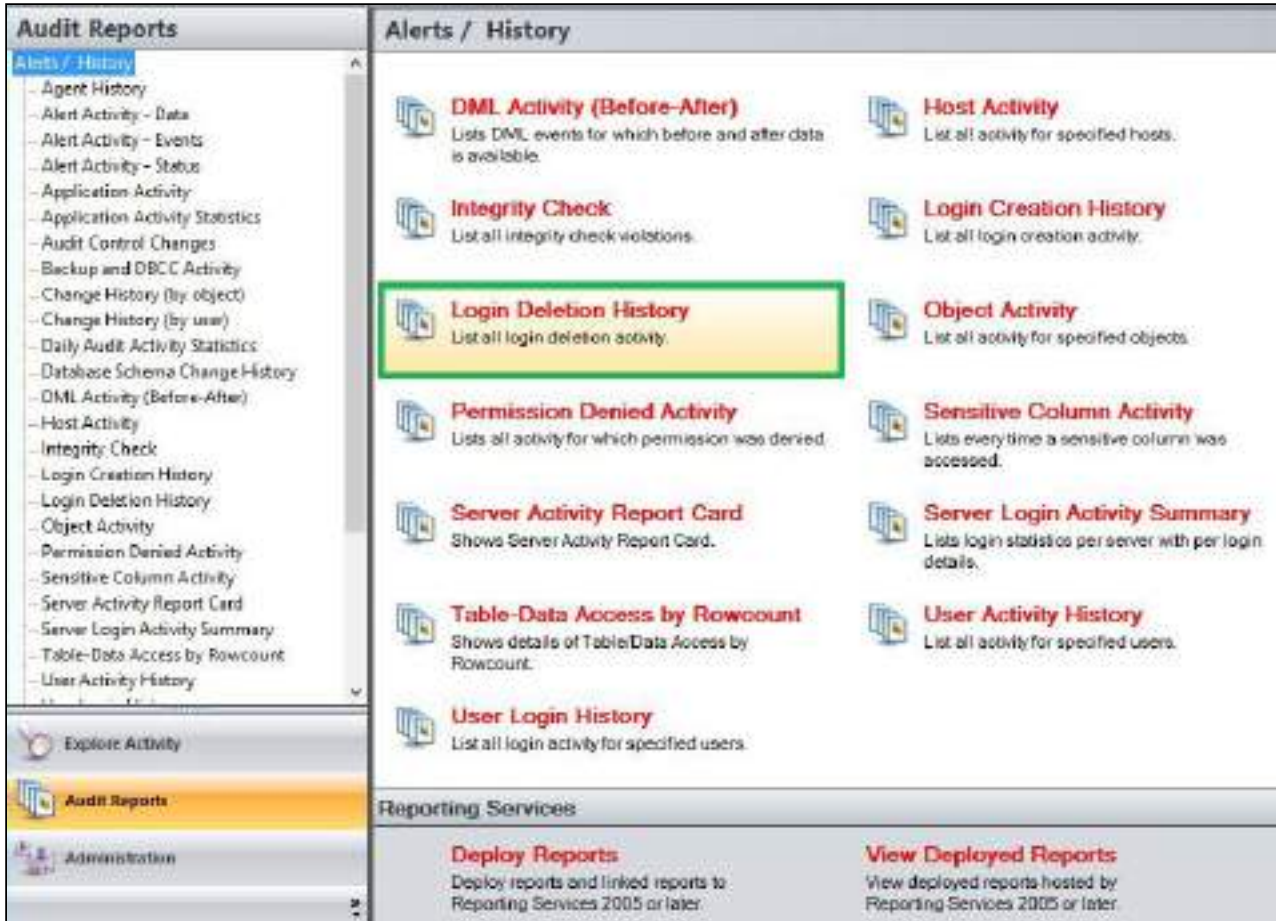 Audit Reports
Alerts / History
Agent History
Alert Activity - Data
Alert Activity - Events
Alert Activity - Status
Application Activity
Application Activity Statistics
Audit Control Changes
Backup and DBCC Activity
Change History (by object)
Change History (by user)
Daily Audit Activity Statistics
Database Schema Change History
DML Activity (Before-After)
Host Activity
Integrity Check
Login Creation History
Login Deletion History
Object Activity
Permission Denied Activity
Sensitive Column Activity
Server Activity Report Card
Server Login Activity Summary
Table-Data Access by Rowcount
User Activity History
Explore Activity
Audit Reports
Administration
Alerts / History
DML Activity (Before-After)
Lists DML events for which before and after data
is available.
Host Activity
List all activity for specified hosts.
Integrity Check
List all integrity check violations.
Login Creation History
List all login creation activity.
Login Deletion History
List all login deletion activity.
Object Activity
List all activity for specified objects.
Permission Denied Activity
Lists all activity for which permission was denied.
Sensitive Column Activity
Lists every time a sensitive column was
accessed.
Server Activity Report Card
Shows Server Activity Report Card.
Server Login Activity Summary
Lists login statistics per server with per login
details.
Table-Data Access by Rowcount
Shows details of Table/Data Access by
Rowcount.
User Activity History
List all activity for specified users.
User Login History
List all login activity for specified users.
Reporting Services
Deploy Reports
Deploy reports and linked reports to
Reporting Services 2005 or later.
View Deployed Reports
View deployed reports hosted by
Reporting Services 2005 or later.